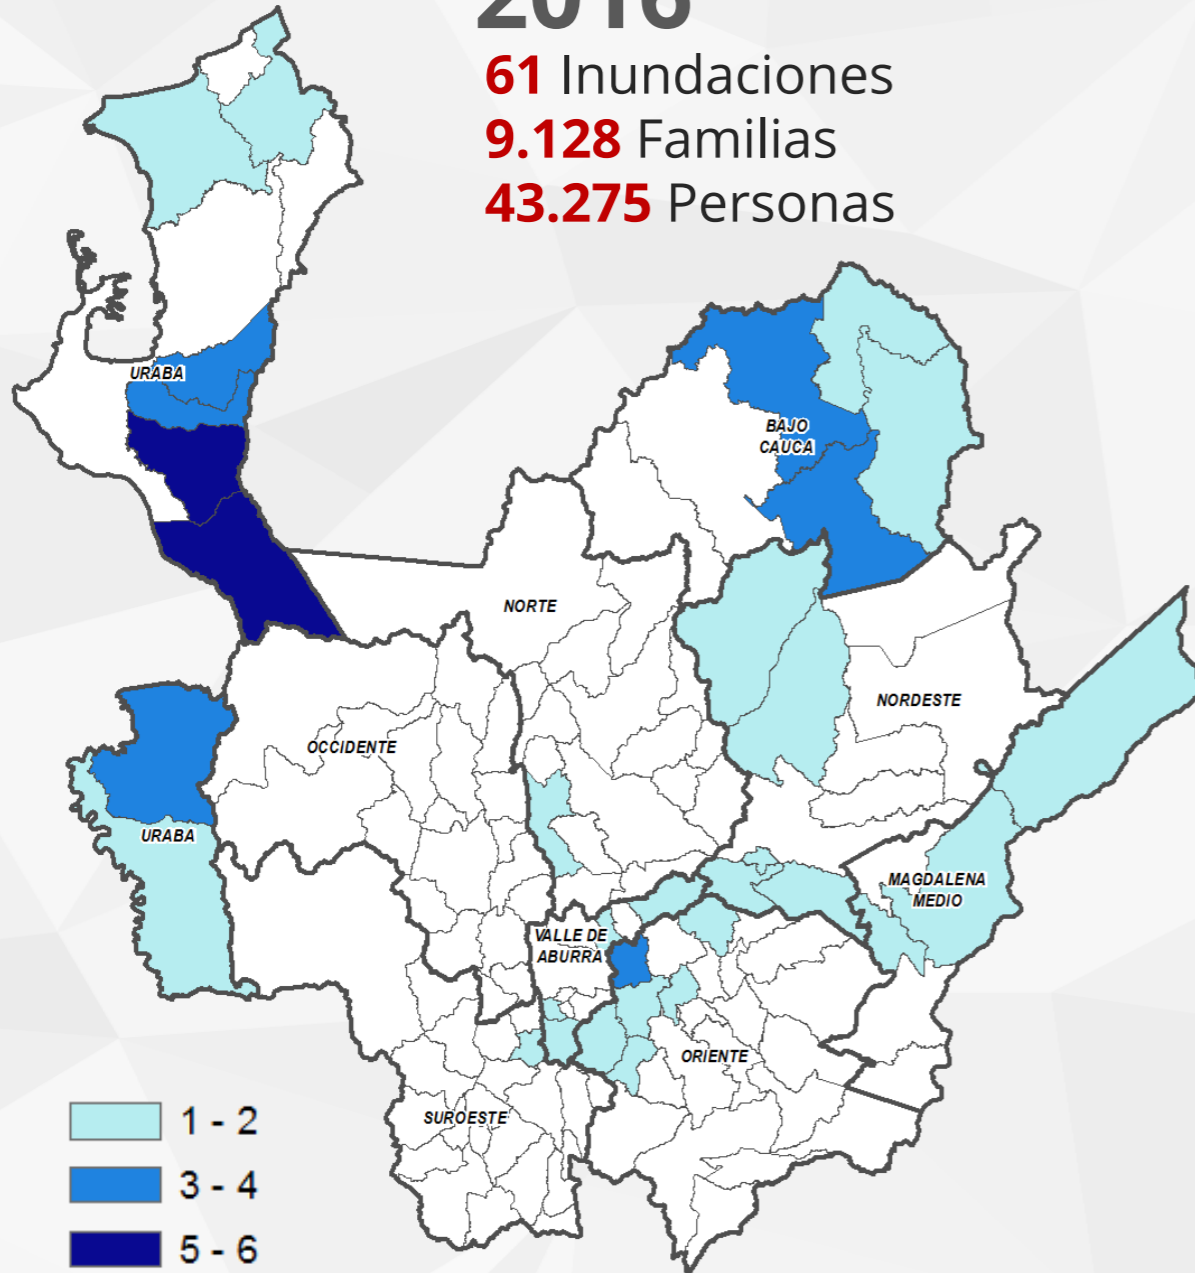 2016
61 Inundaciones
9.128 Familias
43.275 Personas
URABA
BAJO
CAUCA
NORTE
NORDESTE
OCCIDENTE
URABA
MAGDALENA
MEDIO
VALLE DE
ABURRA
ORIENTE
SUROESTE
1 - 2
3 - 4
5 - 6